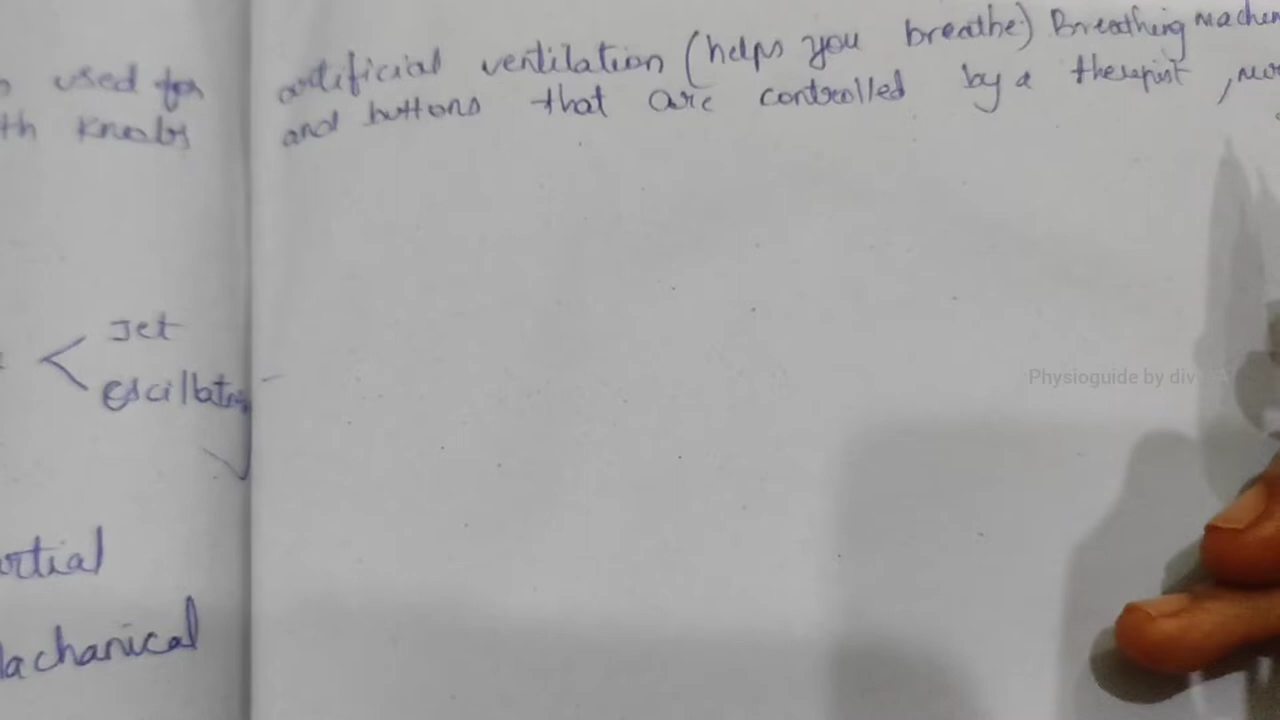 used for artificial ventilation (helps you breathe) Breathing
th Knobs and buttons that are controlled by a therapist ,
Jet
Oscillatory
Physioguide by div
rtial
achanical